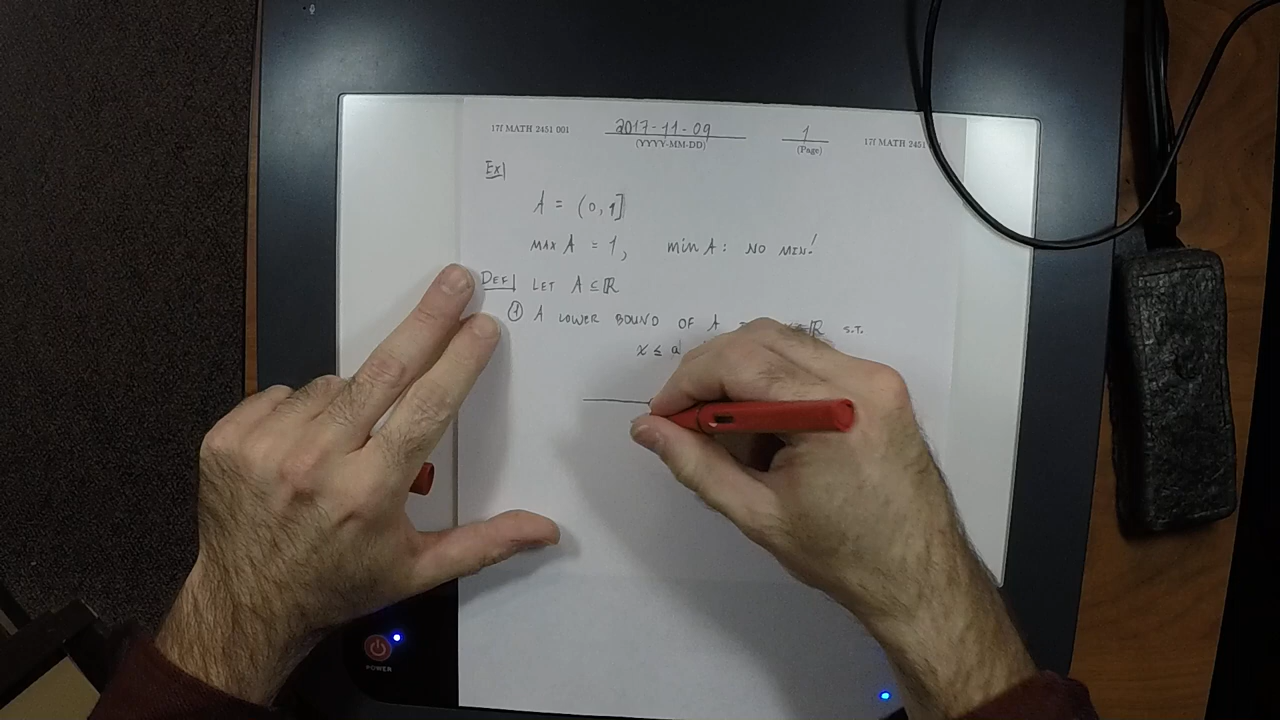 17f MATH 2451 001 2017-11-09 1 17f MATH 2451
(YYYY-MM-DD) (Page)
Ex
A = (0, 1]
MAX A = 1, min A: NO MIN!
DEF LET A ⊆ ℝ
① A LOWER BOUND OF A ℝ S.T.
x ≤ a
POWER